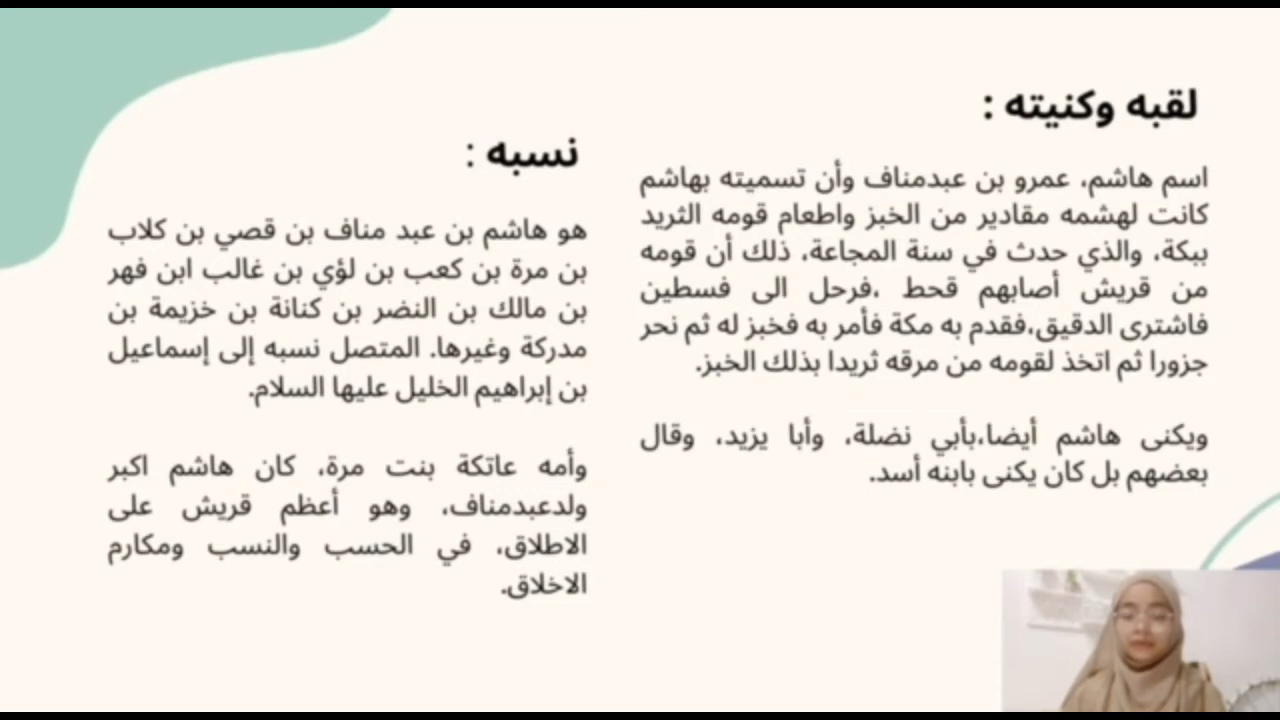 لقبه وكنيته :
اسم هاشم، عمرو بن عبدمناف وأن تسميته بهاشم
كانت لهشمه مقادير من الخبز واطعام قومه الثريد
ببكة، والذي حدث في سنة المجاعة، ذلك أن قومه
من قريش أصابهم قحط ،فرحل الى فسطين
فاشترى الدقيق،فقدم به مكة فأمر به فخبز له ثم نحر
جزورا ثم اتخذ لقومه من مرقه ثريدا بذلك الخبز.
ويكنى هاشم أيضا،بأبي نضلة، وأبا يزيد، وقال
بعضهم بل كان يكنى بابنه أسد.
نسبه :
هو هاشم بن عبد مناف بن قصي بن كلاب
بن مرة بن كعب بن لؤي بن غالب ابن فهر
بن مالك بن النضر بن كنانة بن خزيمة بن
مدركة وغيرها. المتصل نسبه إلى إسماعيل
بن إبراهيم الخليل عليها السلام.
وأمه عاتكة بنت مرة، كان هاشم اكبر
ولدعبدمناف، وهو أعظم قريش على
الاطلاق، في الحسب والنسب ومكارم
الاخلاق.